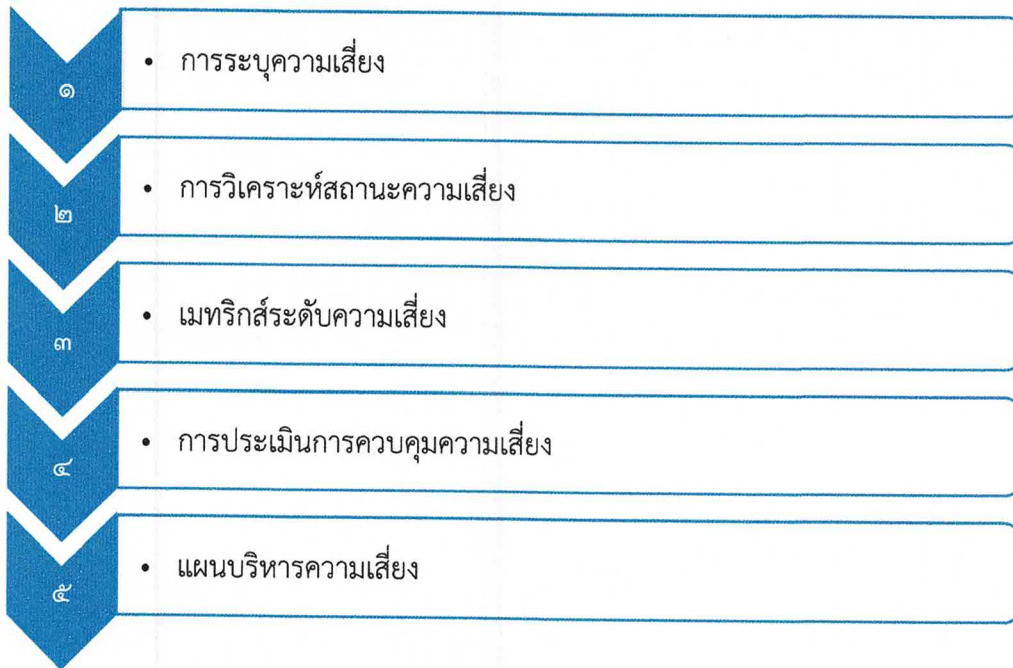 ๑
• การระบุความเสี่ยง
๒
• การวิเคราะห์สถานะความเสี่ยง
๓
• เมทริกส์ระดับความเสี่ยง
๔
• การประเมินการควบคุมความเสี่ยง
๕
• แผนบริหารความเสี่ยง